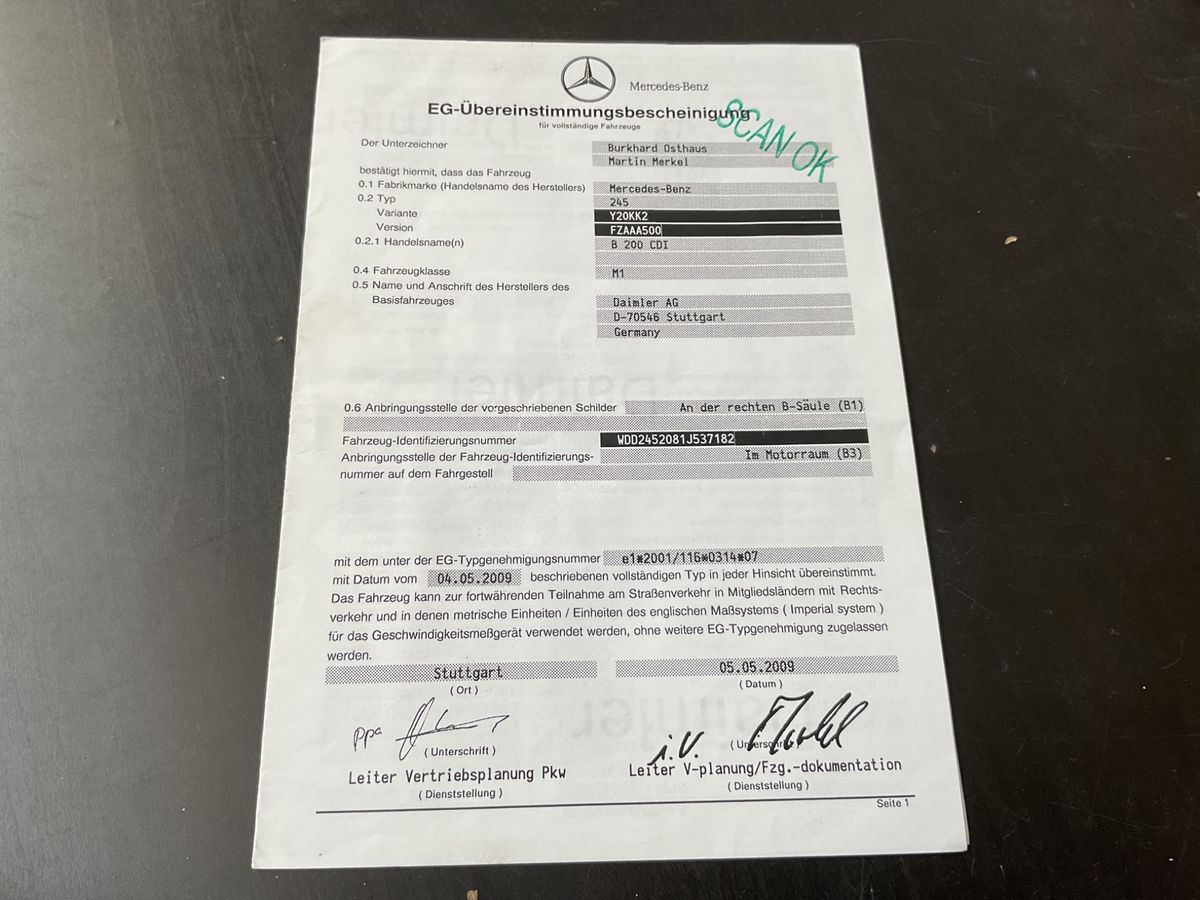 Mercedes-Benz
EG-Übereinstimmungsbescheinigung
für vollständige Fahrzeuge
SCAN OK
Der Unterzeichner
Burkhard Osthaus
Martin Merkel
bestätigt hiermit, dass das Fahrzeug
0.1 Fabrikmarke (Handelsname des Herstellers) Mercedes-Benz
0.2 Typ 245
Variante Y20KK2
Version FZAAA500
0.2.1 Handelsname(n) B 200 CDI
0.4 Fahrzeugklasse M1
0.5 Name und Anschrift des Herstellers des
Basisfahrzeuges Daimler AG
D-70546 Stuttgart
Germany
0.6 Anbringungsstelle der vorgeschriebenen Schilder An der rechten B-Säule (B1)
Fahrzeug-Identifizierungsnummer WDD2452081J537182
Anbringungsstelle der Fahrzeug-Identifizierungs- Im Motorraum (B3)
nummer auf dem Fahrgestell
mit dem unter der EG-Typgenehmigungsnummer e1*2001/116*0314*07
mit Datum vom 04.05.2009 beschriebenen vollständigen Typ in jeder Hinsicht übereinstimmt.
Das Fahrzeug kann zur fortwährenden Teilnahme am Straßenverkehr in Mitgliedsländern mit Rechts-
verkehr und in denen metrische Einheiten / Einheiten des englischen Maßsystems ( Imperial system )
für das Geschwindigkeitsmeßgerät verwendet werden, ohne weitere EG-Typgenehmigung zugelassen
werden.
Stuttgart 05.05.2009
( Ort ) ( Datum )
ppa i.V.
( Unterschrift ) ( Unterschrift )
Leiter Vertriebsplanung Pkw Leiter V-planung/Fzg.-dokumentation
( Dienststellung ) ( Dienststellung )
Seite 1